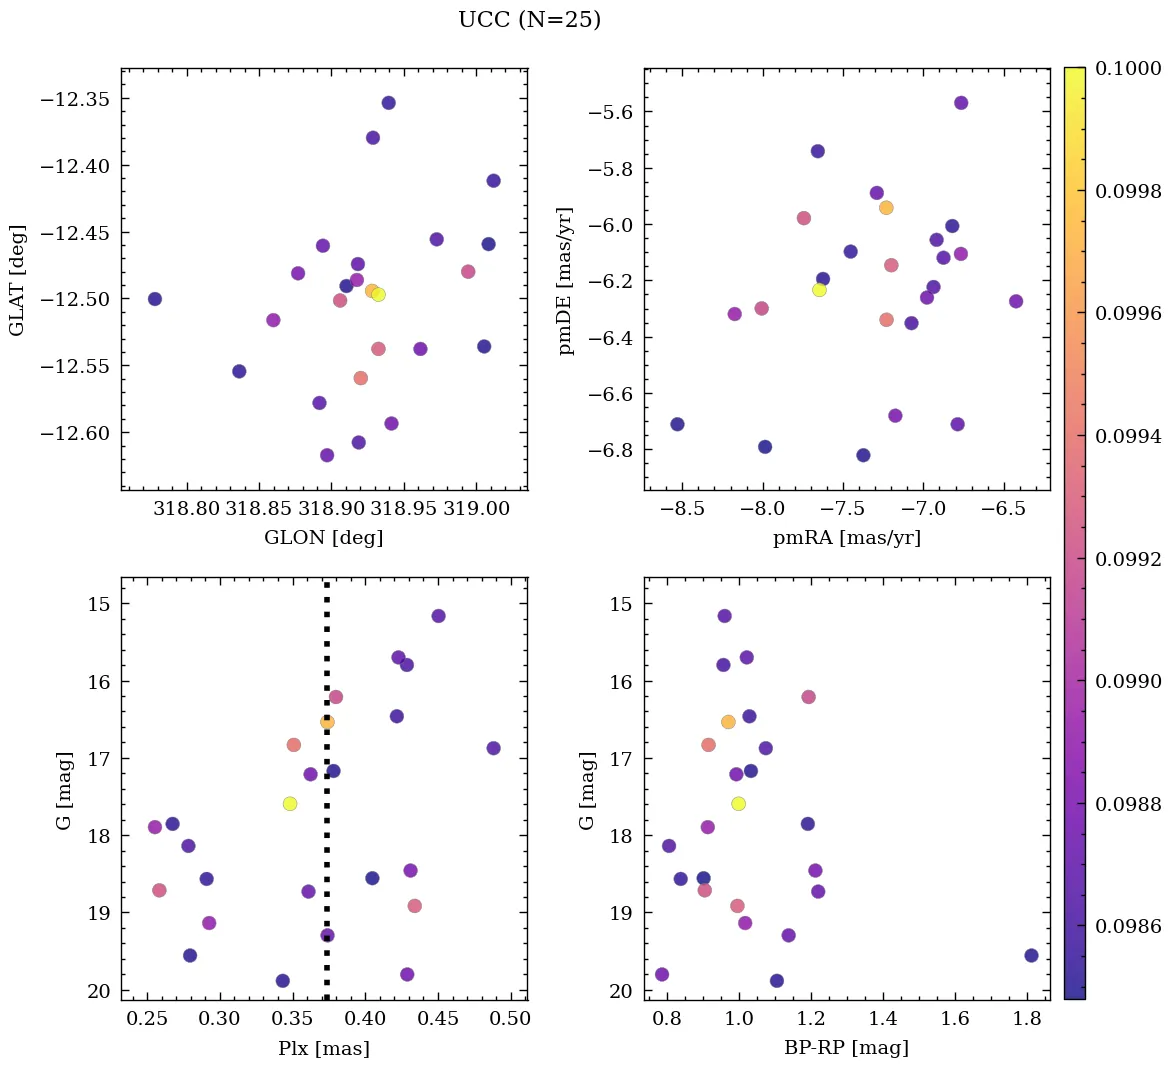 UCC (N=25)
−12.35
−12.40
−12.45
−12.50
−12.55
−12.60
GLAT [deg]
318.80 318.85 318.90 318.95 319.00
GLON [deg]
−5.6
−5.8
−6.0
−6.2
−6.4
−6.6
−6.8
pmDE [mas/yr]
−8.5 −8.0 −7.5 −7.0 −6.5
pmRA [mas/yr]
0.1000
0.0998
0.0996
0.0994
0.0992
0.0990
0.0988
0.0986
15
16
17
18
19
20
G [mag]
0.25 0.30 0.35 0.40 0.45 0.50
Plx [mas]
15
16
17
18
19
20
G [mag]
0.8 1.0 1.2 1.4 1.6 1.8
BP-RP [mag]